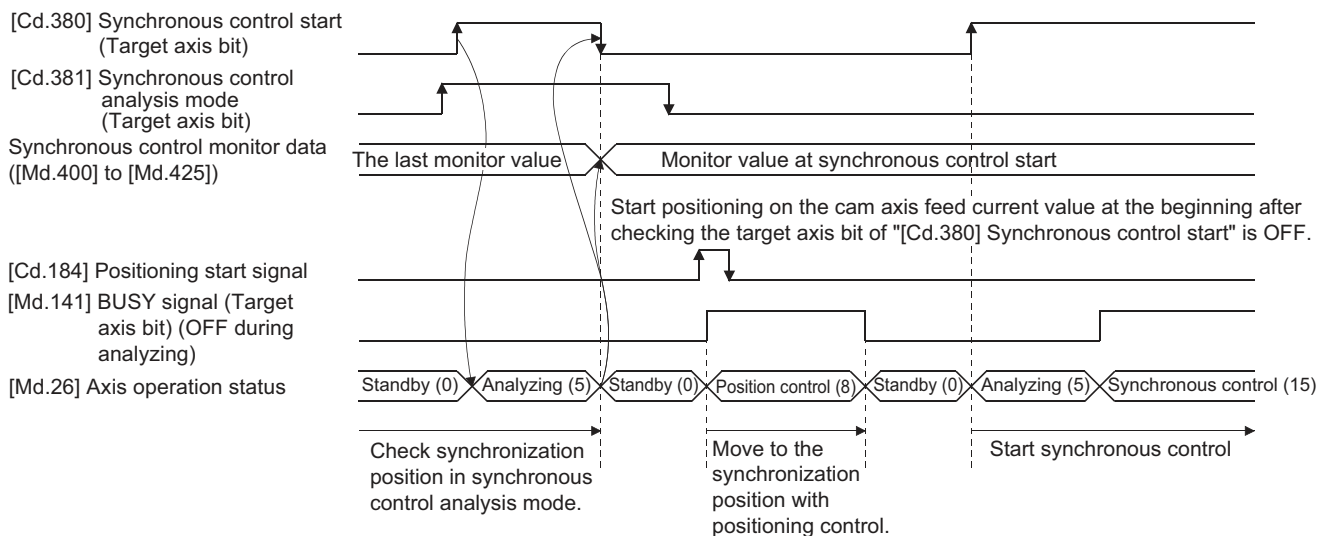 [Cd.380] Synchronous control start
(Target axis bit)
[Cd.381] Synchronous control
analysis mode
(Target axis bit)
Synchronous control monitor data
([Md.400] to [Md.425])
The last monitor value
Monitor value at synchronous control start
Start positioning on the cam axis feed current value at the beginning after
checking the target axis bit of "[Cd.380] Synchronous control start" is OFF.
[Cd.184] Positioning start signal
[Md.141] BUSY signal (Target
axis bit) (OFF during
analyzing)
[Md.26] Axis operation status
Standby (0)
Analyzing (5)
Standby (0)
Position control (8)
Standby (0)
Analyzing (5)
Synchronous control (15)
Check synchronization
position in synchronous
control analysis mode.
Move to the
synchronization
position with
positioning control.
Start synchronous control